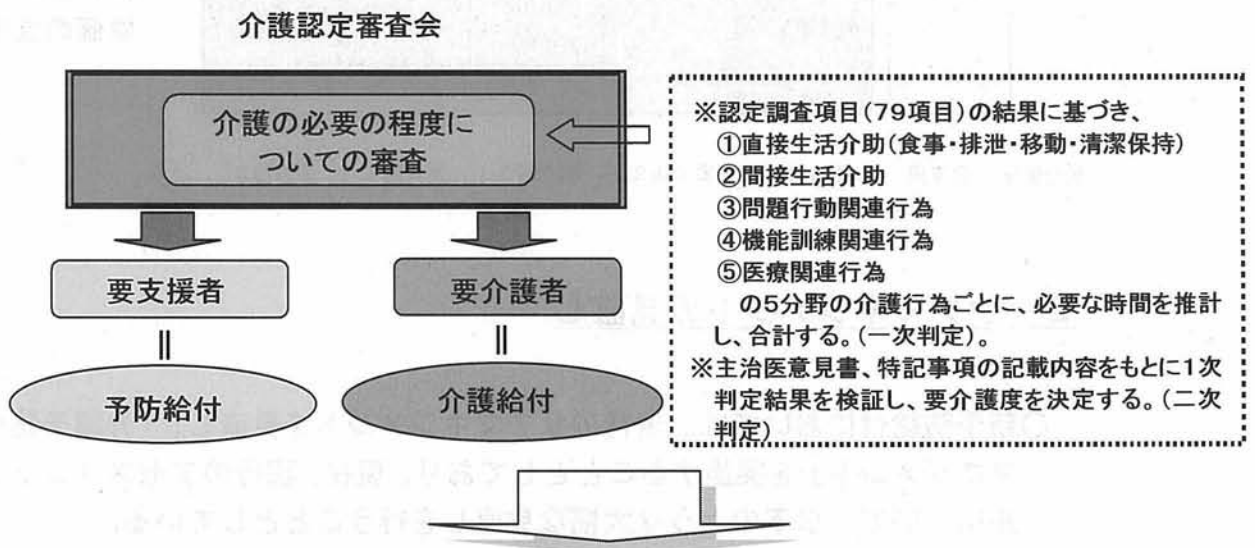 介護認定審査会
介護の必要の程度に
ついての審査
要支援者
要介護者
予防給付
介護給付
※認定調査項目(79項目)の結果に基づき、
①直接生活介助(食事・排泄・移動・清潔保持)
②間接生活介助
③問題行動関連行為
④機能訓練関連行為
⑤医療関連行為
の5分野の介護行為ごとに、必要な時間を推計
し、合計する。(一次判定)。
※主治医意見書、特記事項の記載内容をもとに1次
判定結果を検証し、要介護度を決定する。(二次
判定)